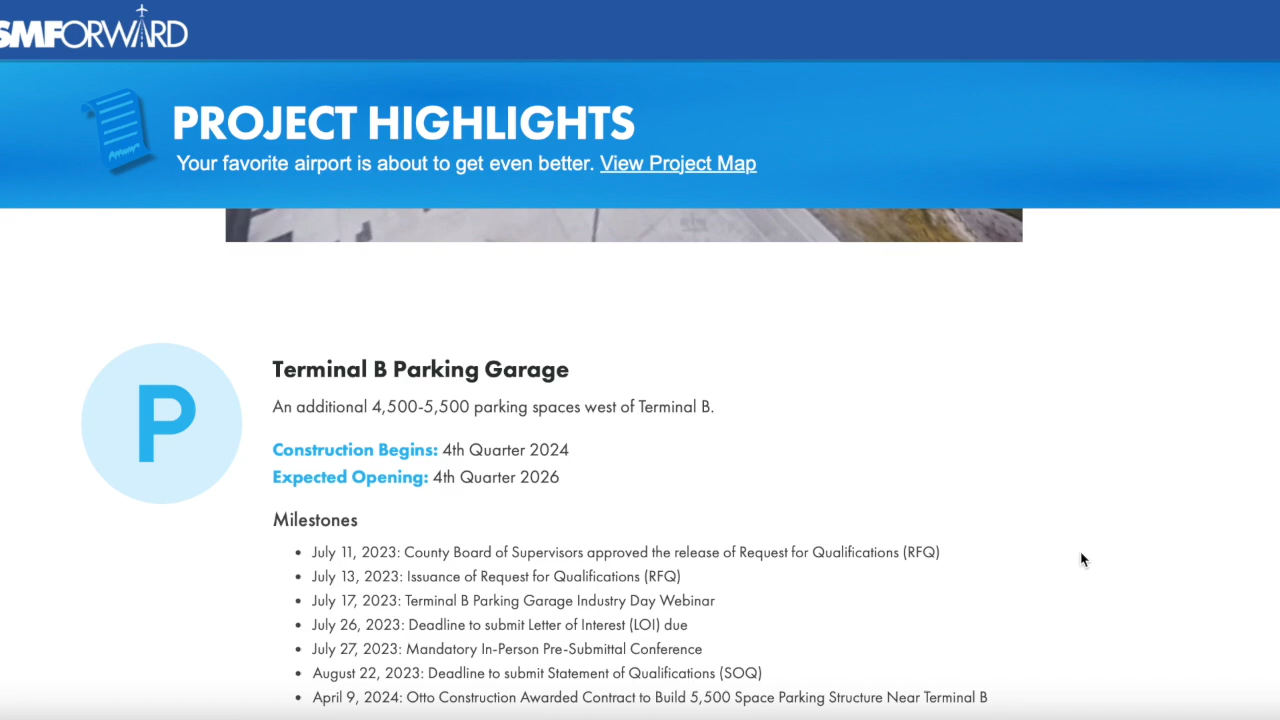 SMFORWARD
PROJECT HIGHLIGHTS
Your favorite airport is about to get even better. View Project Map
P
Terminal B Parking Garage
An additional 4,500-5,500 parking spaces west of Terminal B.
Construction Begins: 4th Quarter 2024
Expected Opening: 4th Quarter 2026
Milestones
• July 11, 2023: County Board of Supervisors approved the release of Request for Qualifications (RFQ)
• July 13, 2023: Issuance of Request for Qualifications (RFQ)
• July 17, 2023: Terminal B Parking Garage Industry Day Webinar
• July 26, 2023: Deadline to submit Letter of Interest (LOI) due
• July 27, 2023: Mandatory In-Person Pre-Submittal Conference
• August 22, 2023: Deadline to submit Statement of Qualifications (SOQ)
• April 9, 2024: Otto Construction Awarded Contract to Build 5,500 Space Parking Structure Near Terminal B